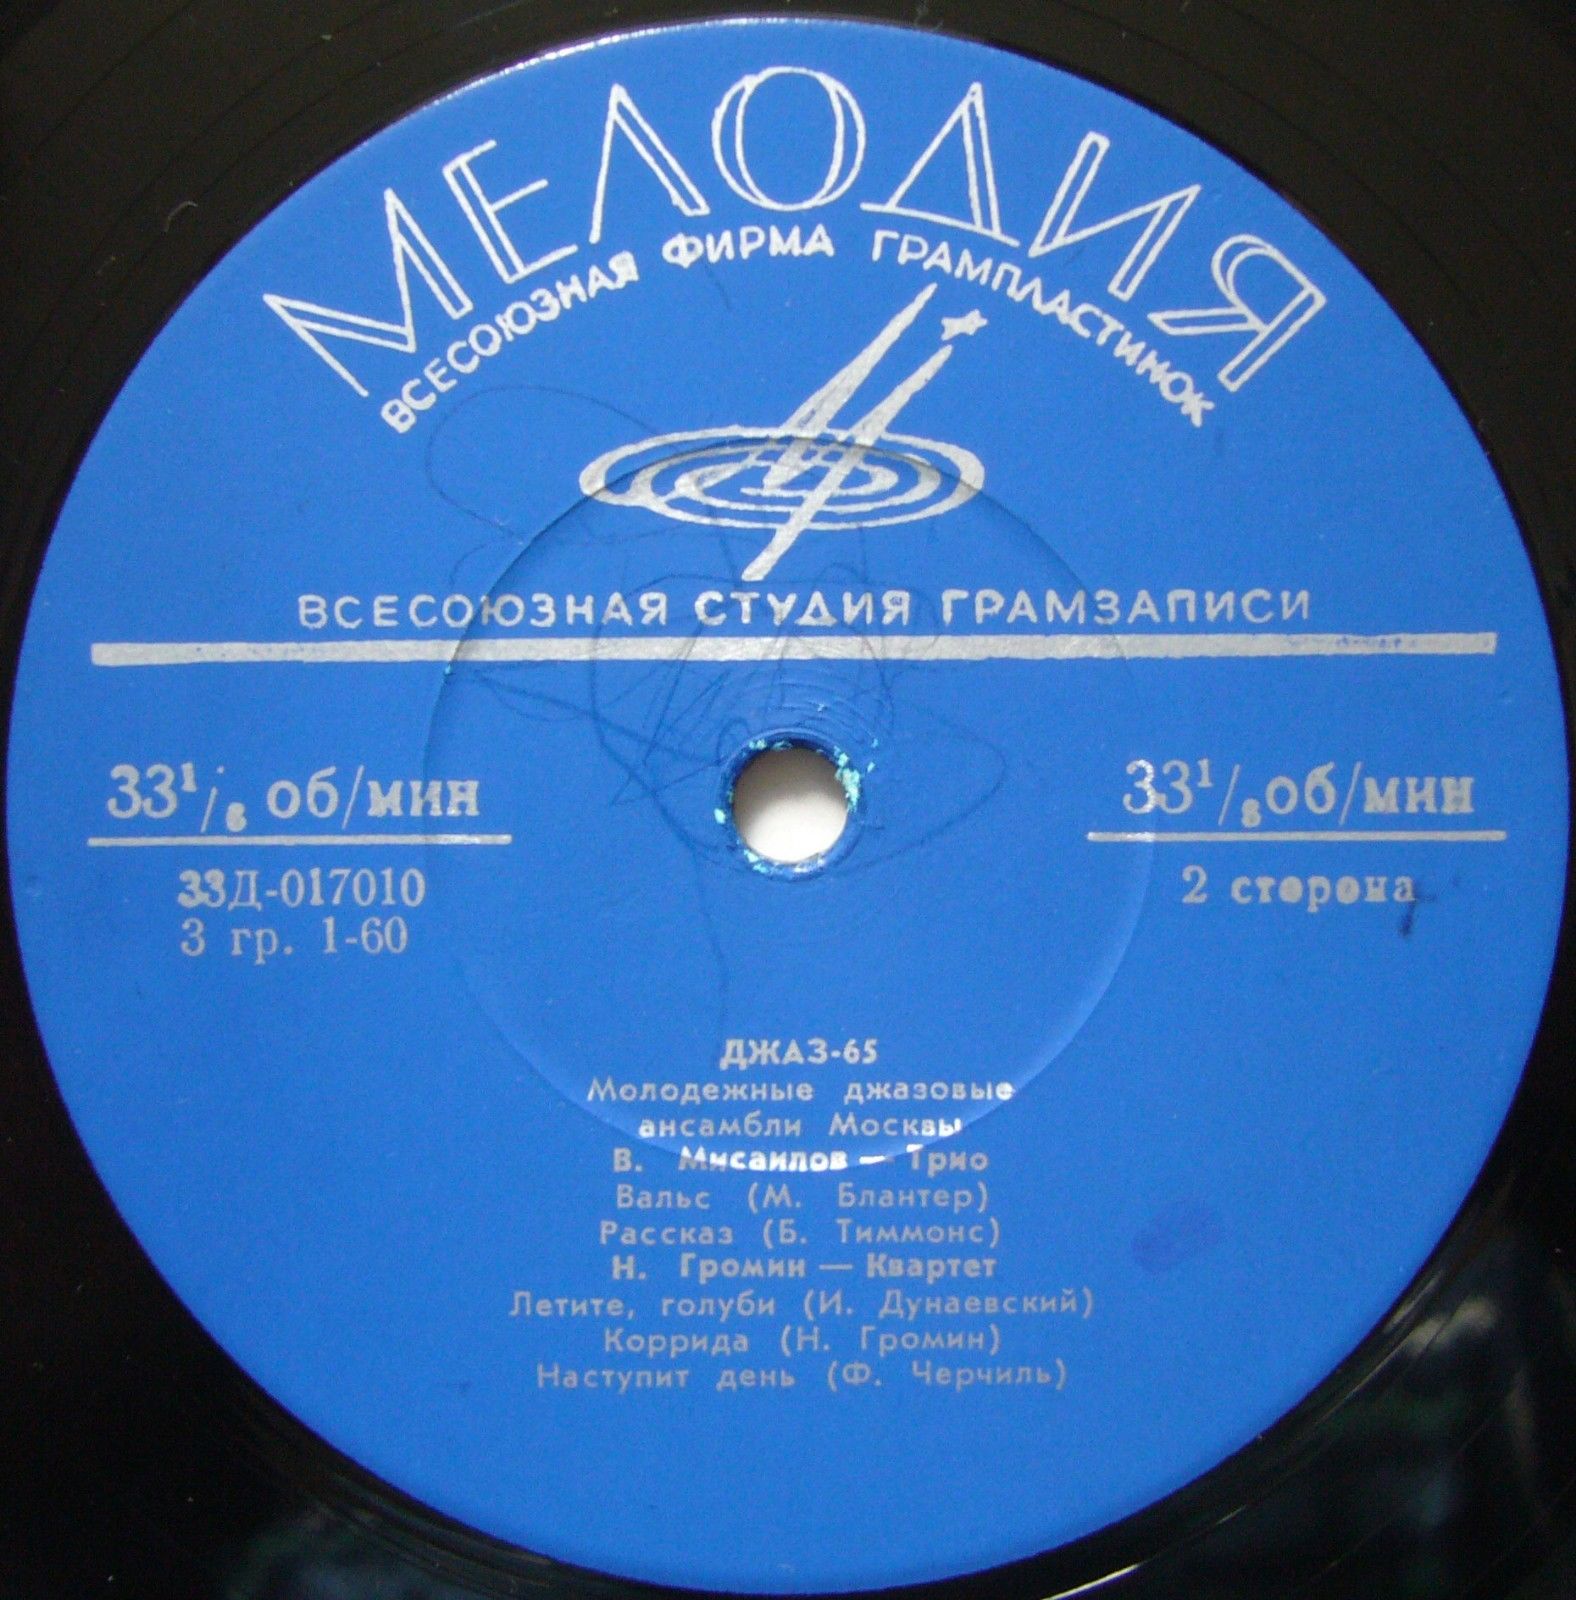 МЕЛОДИЯ
ВСЕСОЮЗНАЯ ФИРМА ГРАМПЛАСТИНОК
ВСЕСОЮЗНАЯ СТУДИЯ ГРАМЗАПИСИ
33¹/₃ об/мин
33¹/₃ об/мин
33Д-017010
3 гр. 1-60
2 сторона
ДЖАЗ-65
Молодежные джазовые
ансамбли Москвы
В. Мисаилов — Трио
Вальс (М. Блантер)
Рассказ (Б. Тиммонс)
Н. Громин — Квартет
Летите, голуби (И. Дунаевский)
Коррида (Н. Громин)
Наступит день (Ф. Черчиль)